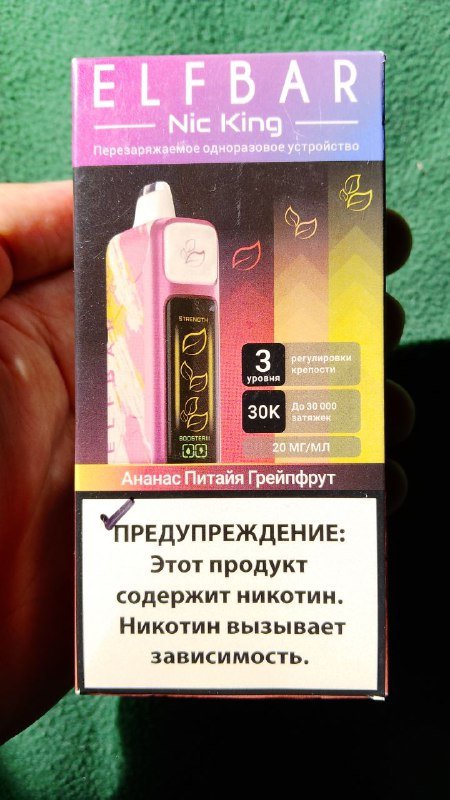 ELFBAR
Nic King
Перезаряжаемое одноразовое устройство
STRENGTH
BOOSTER
ELFBAR
3 уровня
регулировки
крепости
30K
До 30 000
затяжек
20 МГ/МЛ
Ананас Питайя Грейпфрут
ПРЕДУПРЕЖДЕНИЕ:
Этот продукт
содержит никотин.
Никотин вызывает
зависимость.